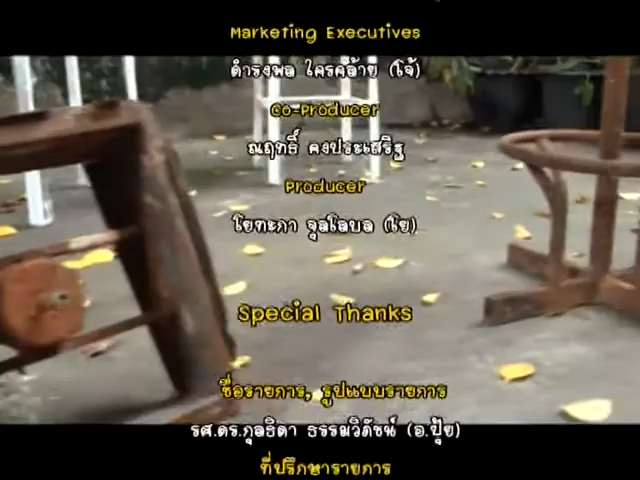 Marketing Executives
ดำรงพล ใครคล้าย (โจ้)
Co-Producer
ณฤทธิ์ คงประเสริฐ
Producer
โยทะกา จุลโลบล (โย)
Special Thanks
ชื่อรายการ, รูปแบบรายการ
รศ.ดร.กุลธิดา ธรรมวิภัชน์ (อ.ปุ้ย)
ที่ปรึกษารายการ